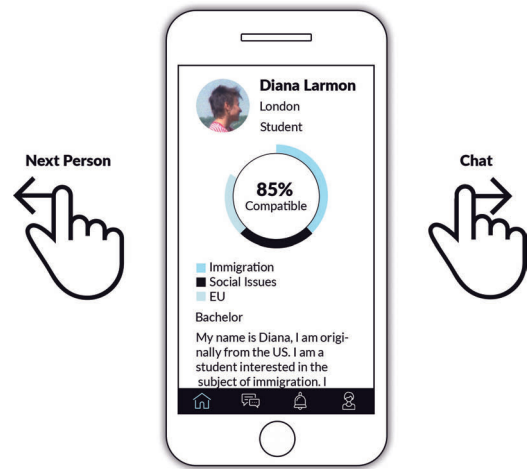 Diana Larmon
London
Student
Next Person
Chat
85%
Compatible
Immigration
Social Issues
EU
Bachelor
My name is Diana, I am origi-
nally from the US. I am a
student interested in the
subject of immigration. I